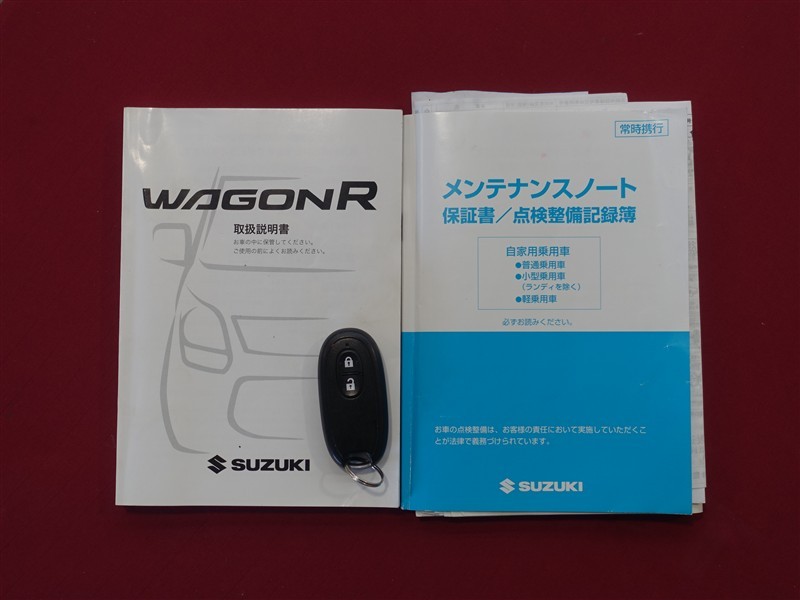 WAGONR
取扱説明書
お車の中に保管してください。
ご使用の前によくお読みください。
SUZUKI
常時携行
メンテナンスノート
保証書／点検整備記録簿
自家用乗用車
●普通乗用車
●小型乗用車
（ランディを除く）
●軽乗用車
必ずお読みください。
お車の点検整備は、お客様の責任において実施していただくこ
とが法律で義務づけられています。
SUZUKI